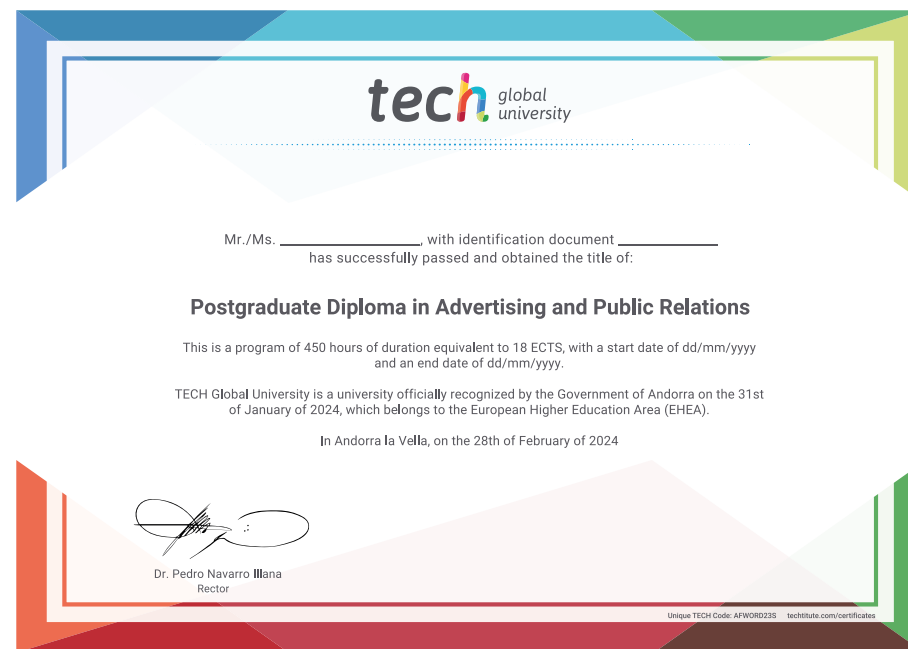 tech global university
Mr./Ms. ____________________, with identification document ______________
has successfully passed and obtained the title of:
Postgraduate Diploma in Advertising and Public Relations
This is a program of 450 hours of duration equivalent to 18 ECTS, with a start date of dd/mm/yyyy
and an end date of dd/mm/yyyy.
TECH Global University is a university officially recognized by the Government of Andorra on the 31st
of January of 2024, which belongs to the European Higher Education Area (EHEA).
In Andorra la Vella, on the 28th of February of 2024
Dr. Pedro Navarro Illana
Rector
Unique TECH Code: AFWORD23S techtitute.com/certificates